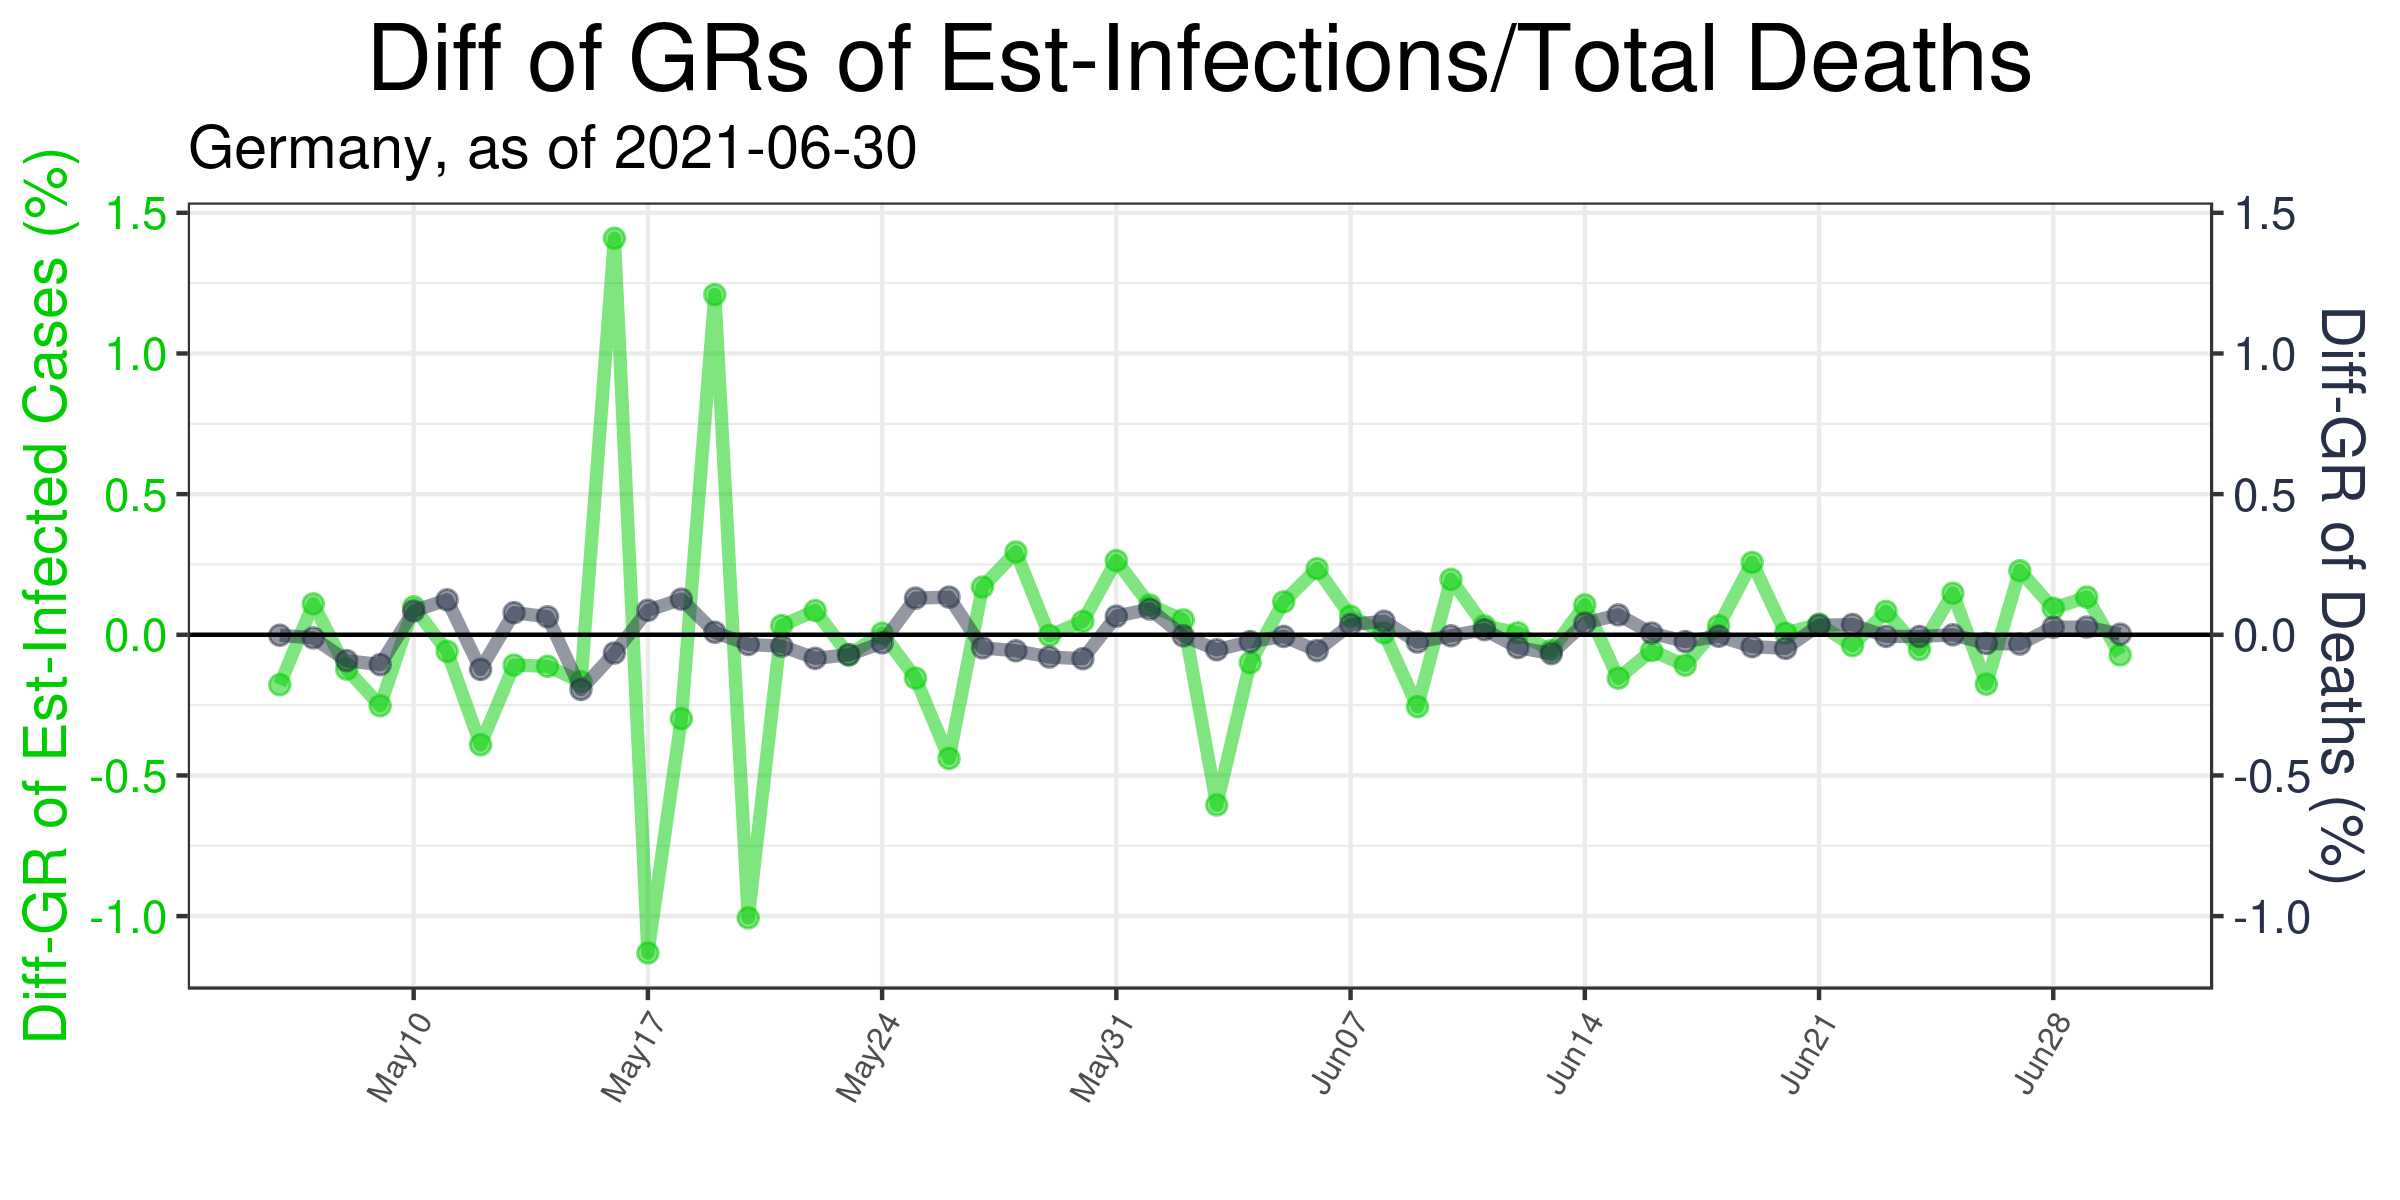 Diff of GRs of Est-Infections/Total Deaths
Germany, as of 2021-06-30
Diff-GR of Est-Infected Cases (%)
1.5
1.0
0.5
0.0
-0.5
-1.0
1.5
1.0
0.5
0.0
-0.5
-1.0
Diff-GR of Deaths (%)
May10
May17
May24
May31
Jun07
Jun14
Jun21
Jun28